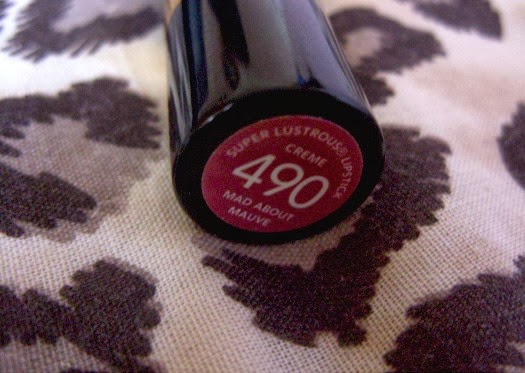 SUPER LUSTROUS® LIPSTICK
CREME
490
MAD ABOUT
MAUVE